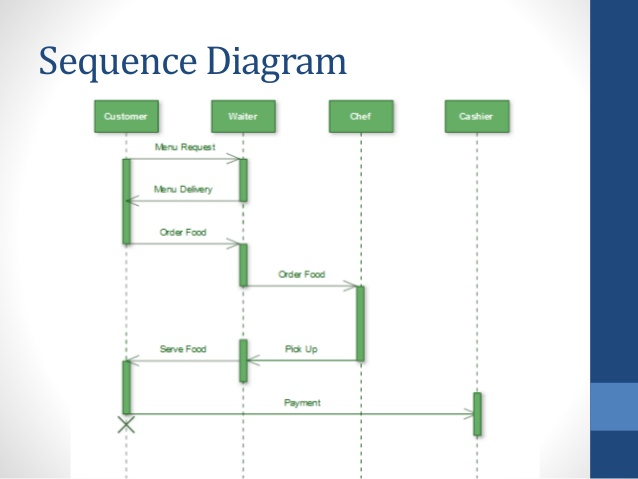 Sequence Diagram
Customer
Waiter
Chef
Cashier
Menu Request
Menu Delivery
Order Food
Order Food
Serve Food
Pick Up
Payment